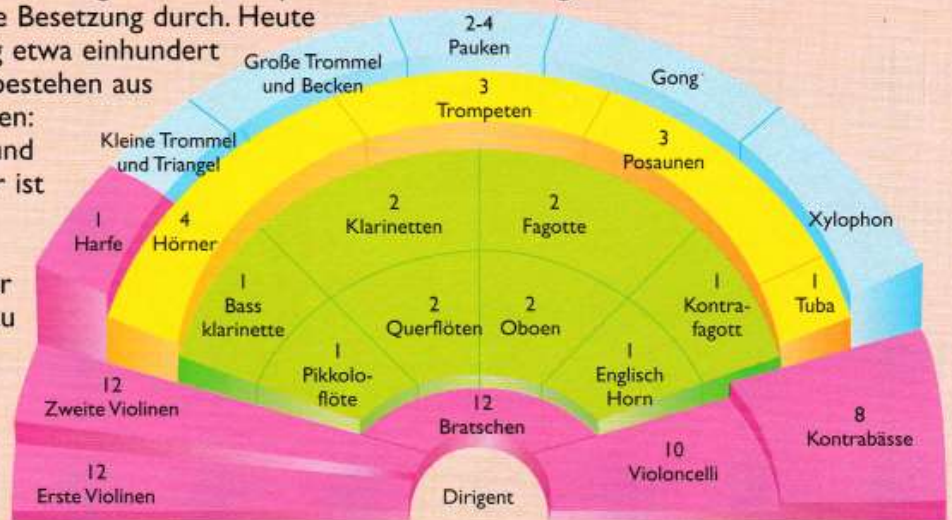 e Besetzung durch. Heute
etwa einhundert
bestehen aus
en:
und
r ist
r
2-4
Pauken
Große Trommel
und Becken
Gong
Kleine Trommel
und Triangel
Xylophon
3
Trompeten
3
Posaunen
1
Harfe
4
Hörner
1
Tuba
2
Klarinetten
2
Fagotte
1
Bass
klarinette
2
Querflöten
2
Oboen
1
Kontra-
fagott
1
Pikkolo-
flöte
1
Englisch
Horn
12
Zweite Violinen
12
Bratschen
8
Kontrabässe
10
Violoncelli
12
Erste Violinen
Dirigent